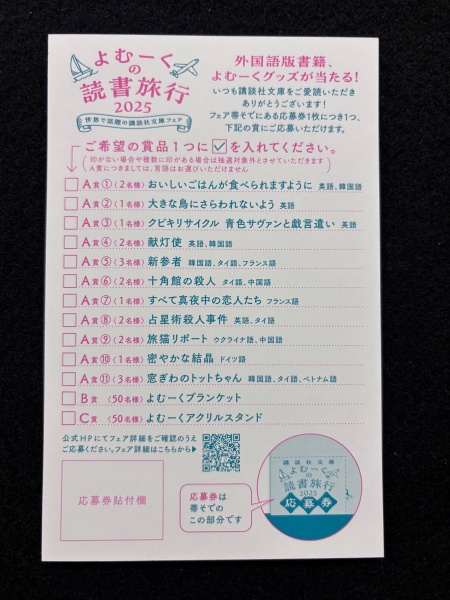 よむーく
の
読書旅行
2025
世界で話題の講談社文庫フェア
外国語版書籍、
よむーくグッズが当たる!
いつも講談社文庫をご愛読いただき
ありがとうございます!
フェア帯そでにある応募券1枚につき1つ、
下記の賞にご応募いただけます。
ご希望の賞品1つに☑を入れてください。
(印がない場合や複数に印がある場合は抽選対象外とさせていただきます
A賞につきましては、言語はお選びいただけません)
A賞①(2名様) おいしいごはんが食べられますように 英語、韓国語
A賞②(1名様) 大きな鳥にさらわれないよう 英語
A賞③(1名様) クビキリサイクル 青色サヴァンと戯言遣い 英語
A賞④(2名様) 献灯使 英語、韓国語
A賞⑤(3名様) 新参者 韓国語、タイ語、フランス語
A賞⑥(2名様) 十角館の殺人 タイ語、中国語
A賞⑦(1名様) すべて真夜中の恋人たち フランス語
A賞⑧(2名様) 占星術殺人事件 英語、タイ語
A賞⑨(2名様) 旅猫リポート ウクライナ語、中国語
A賞⑩(1名様) 密やかな結晶 ドイツ語
A賞⑪(3名様) 窓ぎわのトットちゃん 韓国語、タイ語、ベトナム語
B賞 (50名様) よむーくブランケット
C賞 (50名様) よむーくアクリルスタンド
公式HPにてフェア詳細をご確認のうえ
ご応募ください。フェア詳細はこちらから▶
応募券貼付欄
応募券は
帯そでの
この部分です
講談社文庫
よむーく
の
読書旅行
2025
応募券